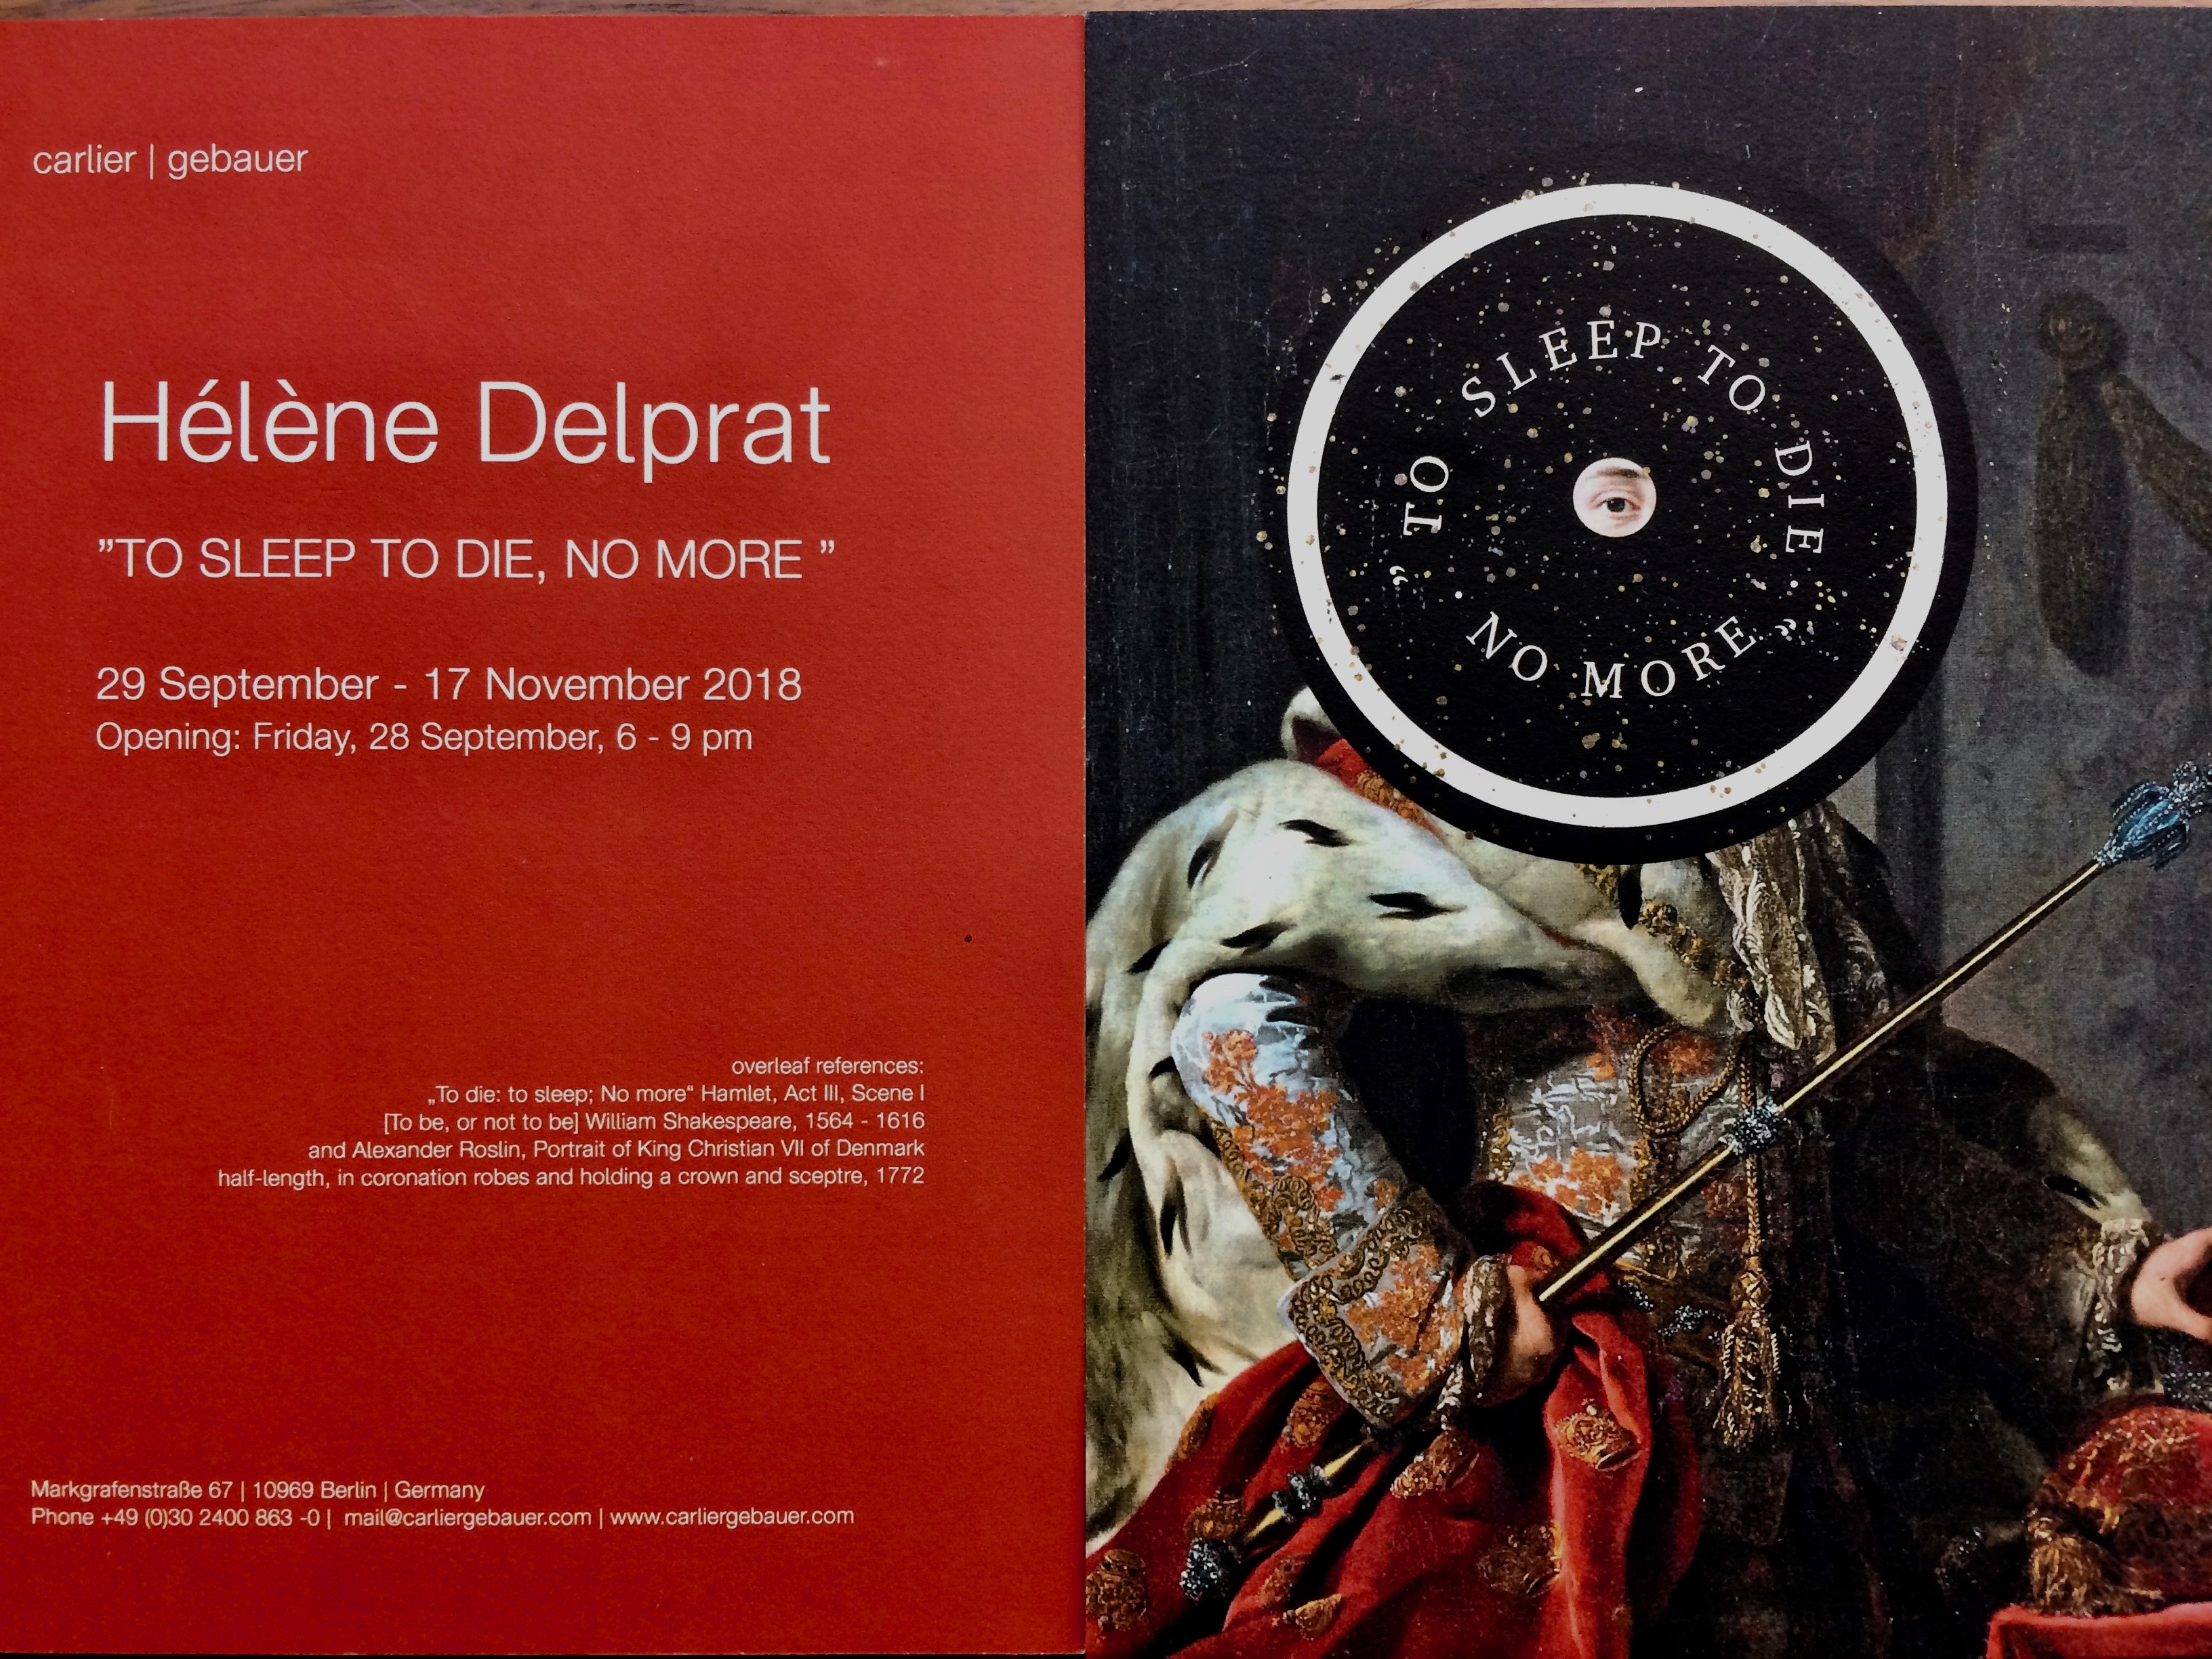 carlier | gebauer
Hélène Delprat
”TO SLEEP TO DIE, NO MORE ”
29 September - 17 November 2018
Opening: Friday, 28 September, 6 - 9 pm
overleaf references:
„To die: to sleep; No more“ Hamlet, Act III, Scene I
[To be, or not to be] William Shakespeare, 1564 - 1616
and Alexander Roslin, Portrait of King Christian VII of Denmark
half-length, in coronation robes and holding a crown and sceptre, 1772
Markgrafenstraße 67 | 10969 Berlin | Germany
Phone +49 (0)30 2400 863 -0 | mail@carliergebauer.com | www.carliergebauer.com
“ TO SLEEP TO DIE .
. NO MORE „